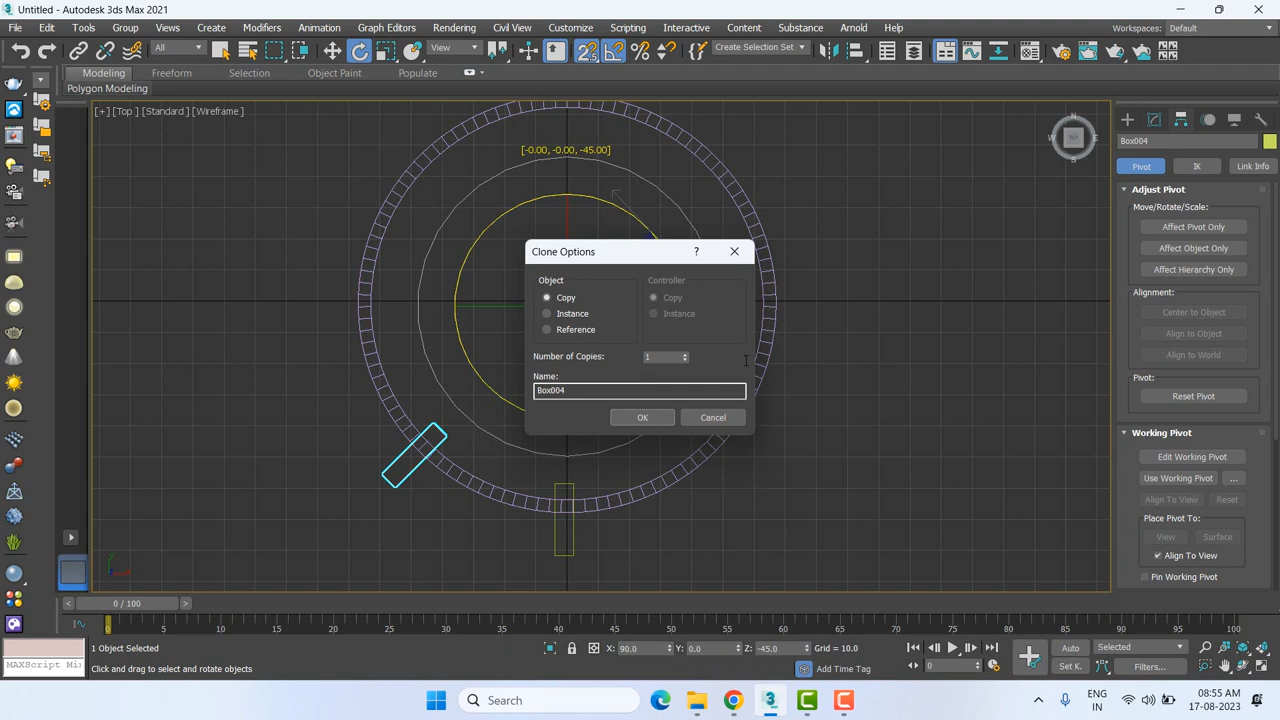 Untitled - Autodesk 3ds Max 2021
File Edit Tools Group Views Create Modifiers Animation Graph Editors Rendering Civil View Customize Scripting Interactive Content Substance Arnold Help Workspaces: Default
All View Create Selection Set
Modeling Freeform Selection Object Paint Populate
Polygon Modeling
[+] [Top ] [Standard ] [Wireframe ]
[-0.00, -0.00, -45.00]
N
W E
S
Box004
Pivot IK Link Info
Adjust Pivot
Move/Rotate/Scale:
Affect Pivot Only
Affect Object Only
Affect Hierarchy Only
Alignment:
Center to Object
Align to Object
Align to World
Pivot:
Reset Pivot
Working Pivot
Edit Working Pivot
Use Working Pivot ...
Align To View Reset
Place Pivot To:
View Surface
Align To View
Pin Working Pivot
Clone Options ?
Object Controller
Copy Copy
Instance Instance
Reference
Number of Copies: 1
Name:
Box004
OK Cancel
y
< 0 / 100 >
0 5 10 15 20 25 30 35 40 45 50 55 60 65 70 75 80 85 90 95 100
1 Object Selected X: 90.0 Y: 0.0 Z: -45.0 Grid = 10.0 Auto Selected
MAXScript Mi Click and drag to select and rotate objects Add Time Tag 0 Set K. Filters...
Search ENG 08:55 AM
IN 17-08-2023